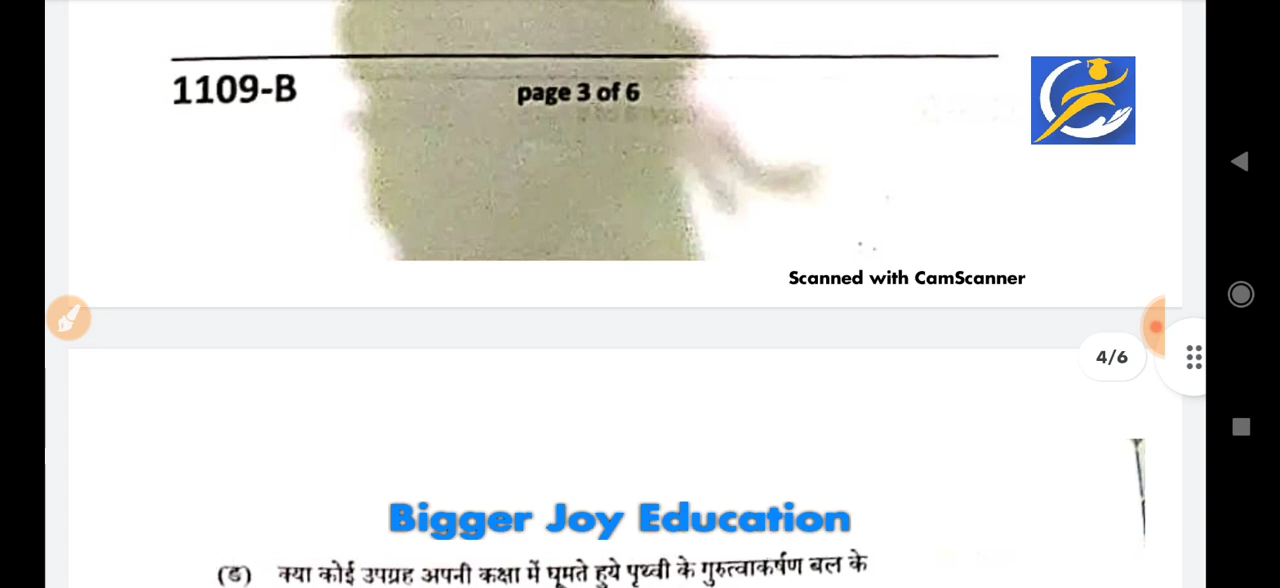 1109-B page 3 of 6
Scanned with CamScanner
4/6
Bigger Joy Education
(ङ) क्या कोई उपग्रह अपनी कक्षा में घूमते हुये पृथ्वी के गुरुत्वाकर्षण बल के